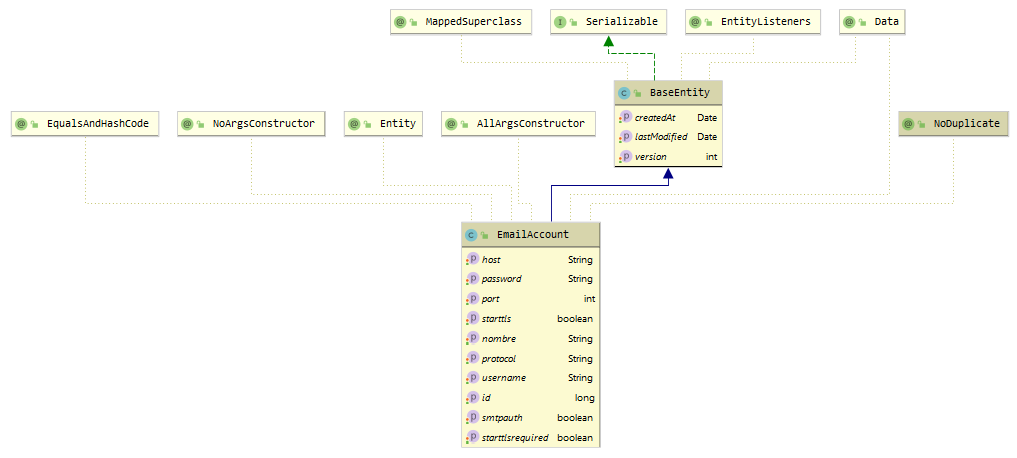 @ MappedSuperclass
I Serializable
@ EntityListeners
@ Data
C BaseEntity
p createdAt Date
p lastModified Date
p version int
@ EqualsAndHashCode
@ NoArgsConstructor
@ Entity
@ AllArgsConstructor
@ NoDuplicate
C EmailAccount
p host String
p password String
p port int
p starttls boolean
p nombre String
p protocol String
p username String
p id long
p smtpauth boolean
p starttlsrequired boolean